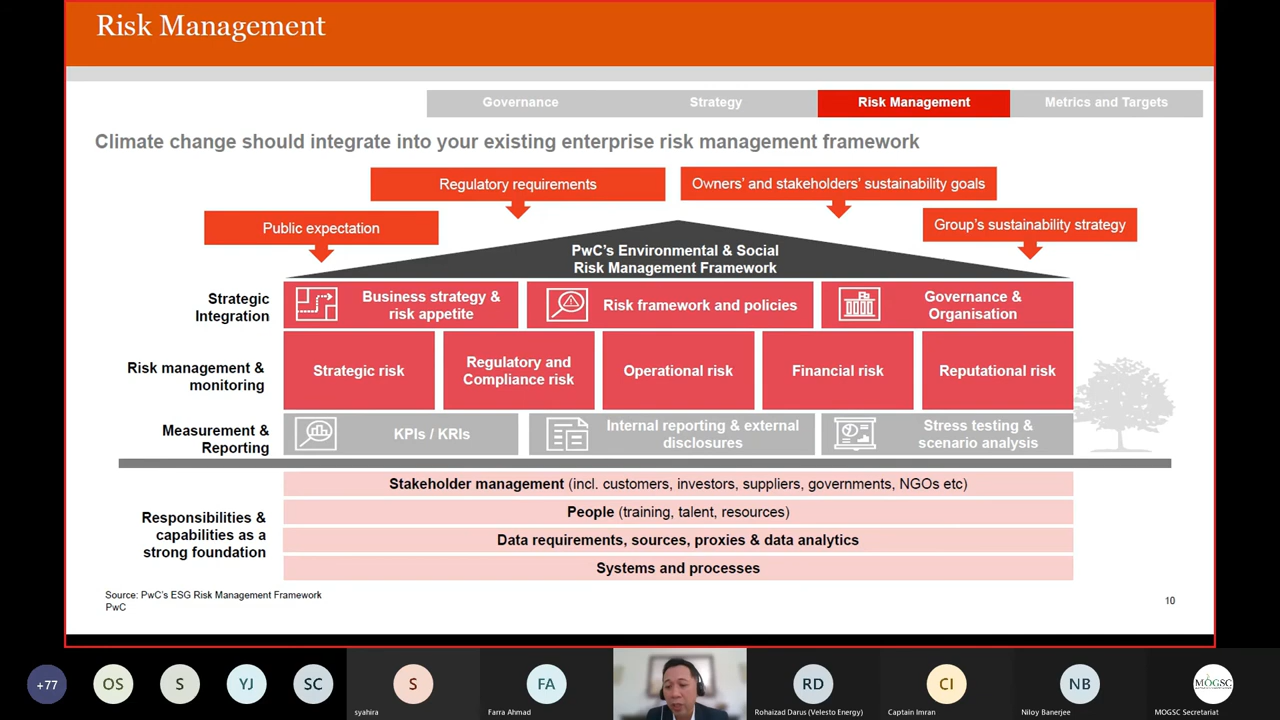 Risk Management
Governance
Strategy
Risk Management
Metrics and Targets
Climate change should integrate into your existing enterprise risk management framework
Regulatory requirements
Owners' and stakeholders' sustainability goals
Public expectation
Group's sustainability strategy
PwC's Environmental & Social
Risk Management Framework
Strategic
Integration
Business strategy &
risk appetite
Risk framework and policies
Governance &
Organisation
Risk management &
monitoring
Strategic risk
Regulatory and
Compliance risk
Operational risk
Financial risk
Reputational risk
Measurement &
Reporting
KPIs / KRIs
Internal reporting & external
disclosures
Stress testing &
scenario analysis
Responsibilities &
capabilities as a
strong foundation
Stakeholder management (incl. customers, investors, suppliers, governments, NGOs etc)
People (training, talent, resources)
Data requirements, sources, proxies & data analytics
Systems and processes
Source: PwC's ESG Risk Management Framework
PwC
10
+77
OS
S
YJ
SC
S
syahira
FA
Farra Ahmad
RD
Rohaizad Darus (Velesto Energy)
CI
Captain Imran
NB
Niloy Banerjee
MOGSC
MOGSC Secretariat